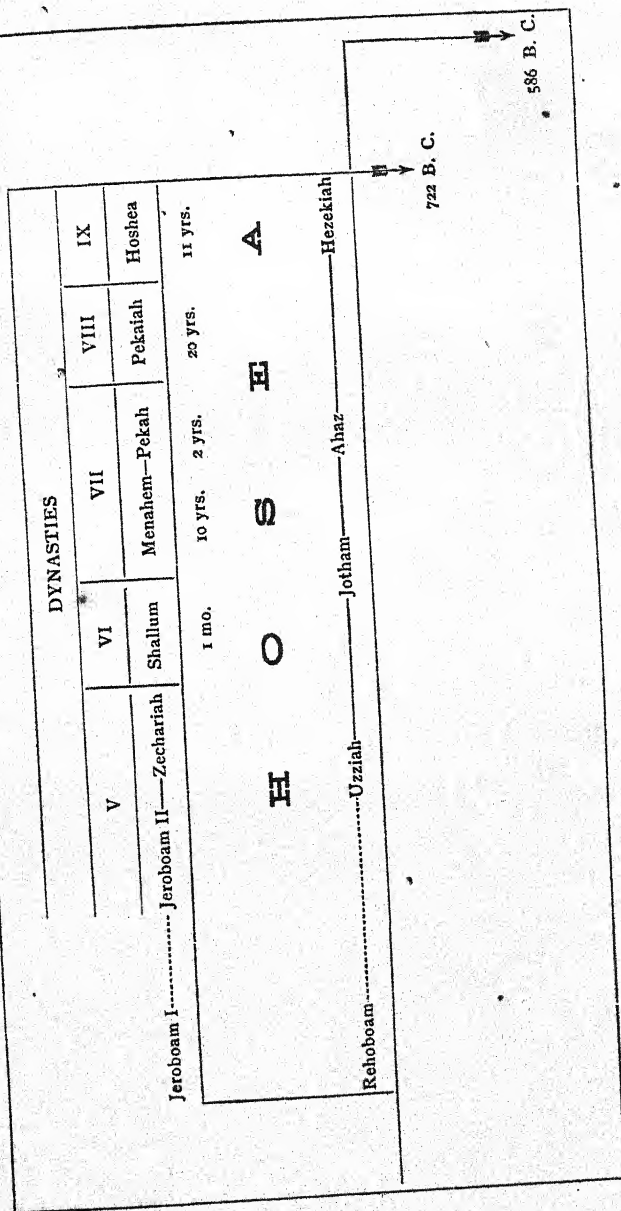 DYNASTIES
V VI VII VIII IX
Jeroboam I-------------- Jeroboam II—Zechariah Shallum Menahem—Pekah Pekaiah Hoshea
1 mo. 10 yrs. 2 yrs. 20 yrs. 11 yrs.
HOSEA
Rehoboam----------------------Uzziah———Jotham———Ahaz———Hezekiah
722 B. C.
586 B. C.